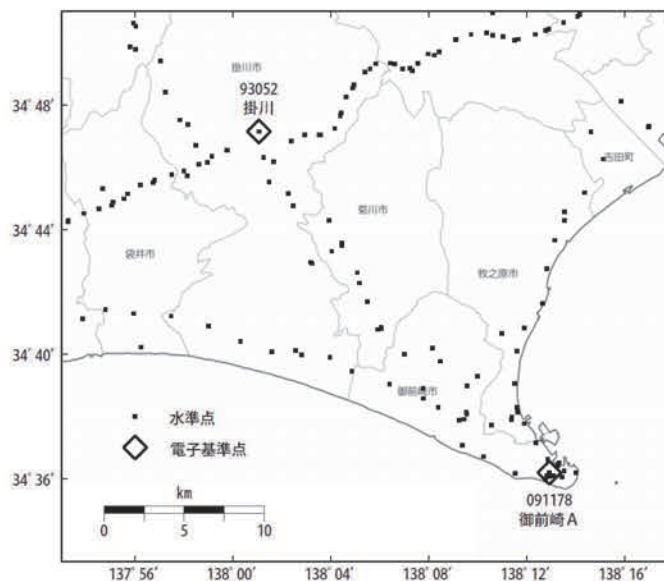 34˚ 48'
34˚ 44'
34˚ 40'
34˚ 36'
掛川市
93052
掛川
吉田町
菊川市
袋井市
牧之原市
御前崎市
水準点
電子基準点
km
0 5 10
091178
御前崎A
137˚ 56' 138˚ 00' 138˚ 04' 138˚ 08' 138˚ 12' 138˚ 16'